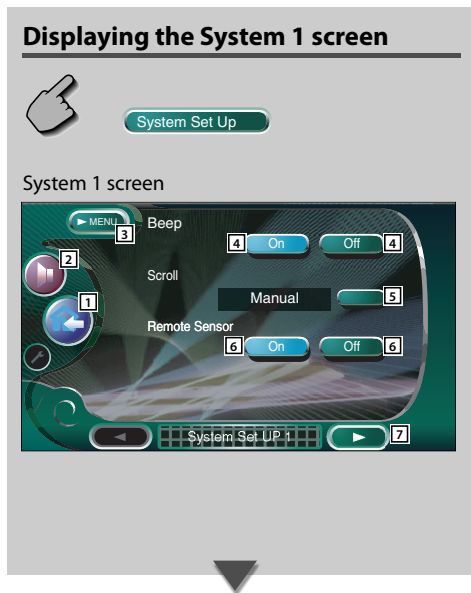 Displaying the System 1 screen
System Set Up
System 1 screen
► MENU 3
Beep
4 On Off 4
2
Scroll
1
Manual 5
Remote Sensor
6 On Off 6
◄ System Set UP 1 ► 7